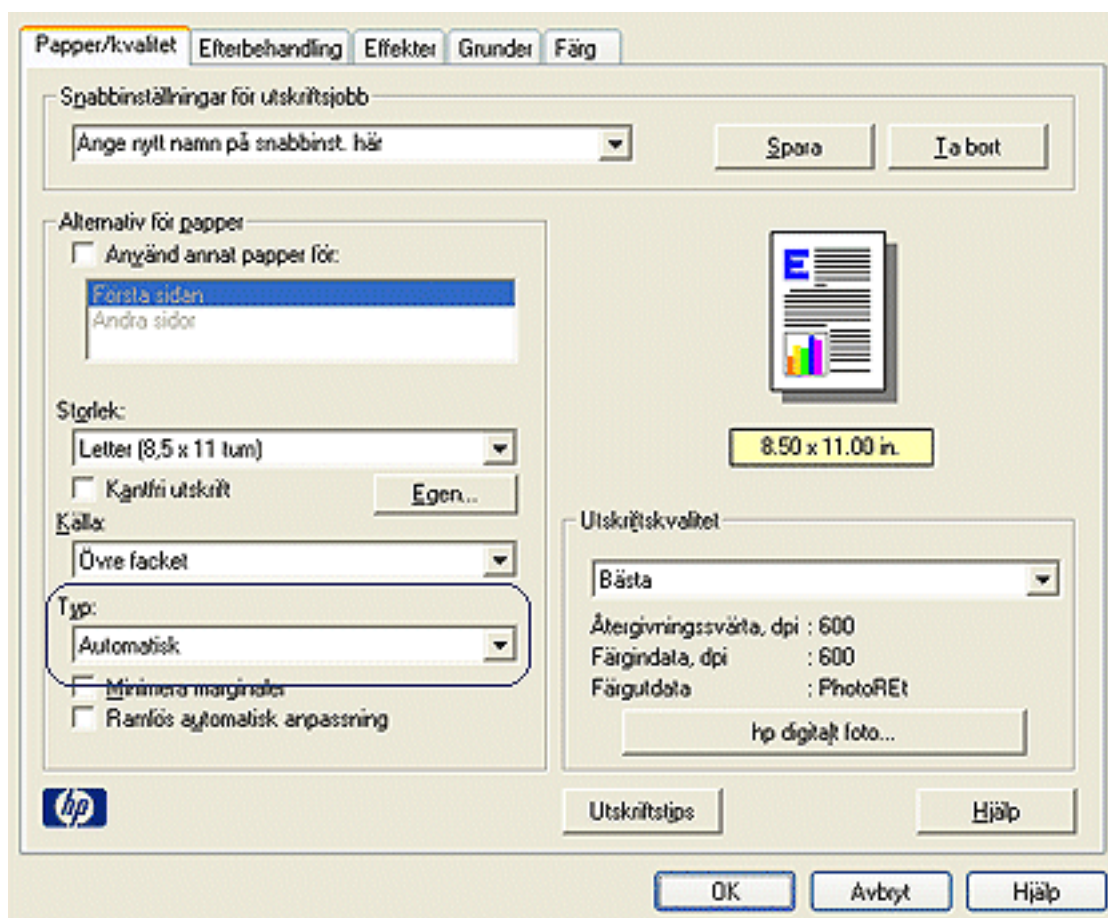 Papper/kvalitet Efterbehandling Effekter Grunder Färg
Snabbinställningar för utskriftsjobb
Ange nytt namn på snabbinst. här
Spara Ta bort
Alternativ för papper
Använd annat papper för:
Första sidan
Andra sidor
E
Storlek:
Letter (8,5 x 11 tum)
8.50 x 11.00 in.
Kantfri utskrift Egen...
Källa:
Övre facket
Utskriftskvalitet
Bästa
Typ:
Automatisk
Återgivningssvärta, dpi : 600
Färgindata, dpi : 600
Färgutdata : PhotoREt
Minimera marginaler
Ramlös automatisk anpassning
hp digitalt foto...
hp
Utskriftstips Hjälp
OK Avbryt Hjälp